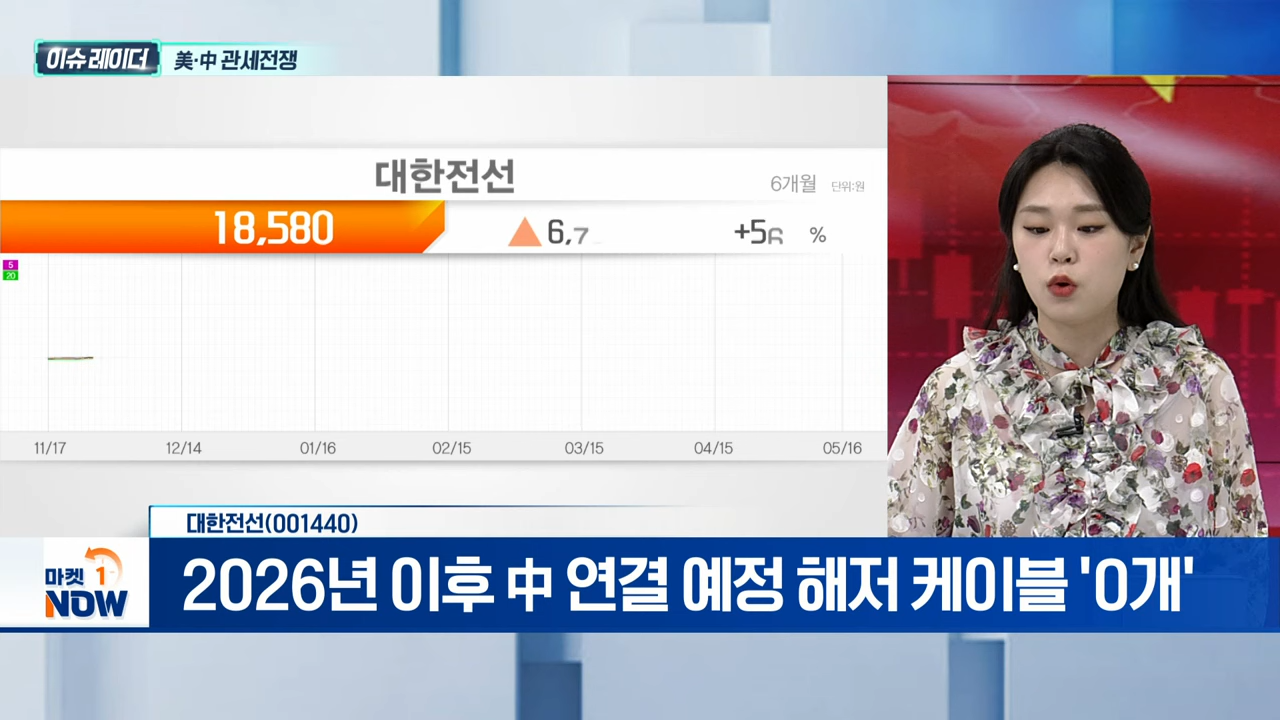 이슈 레이더 美·中 관세전쟁
대한전선
6개월 단위:원
18,580 6,7 +56 %
5
20
11/17 12/14 01/16 02/15 03/15 04/15 05/16
대한전선(001440)
마켓 1
NOW
2026년 이후 中 연결 예정 해저 케이블 '0개'